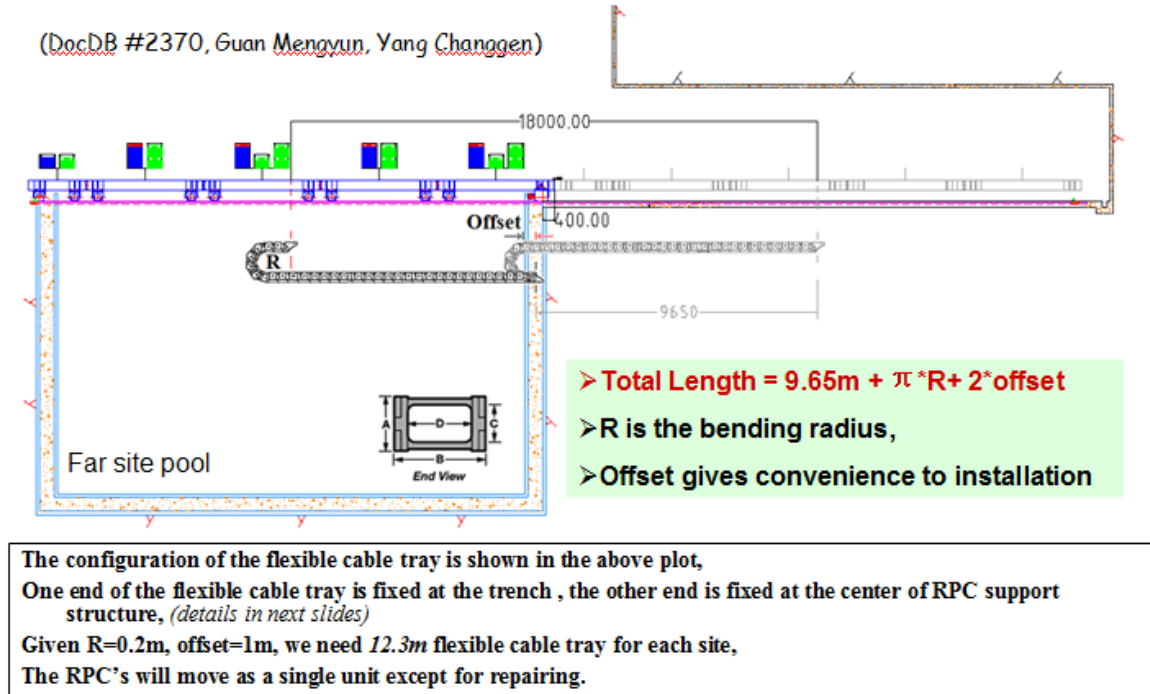 (DocDB #2370, Guan Mengyun, Yang Changgen)
18000.00
Offset
400.00
R
9650
➢Total Length = 9.65m + π*R+ 2*offset
➢R is the bending radius,
➢Offset gives convenience to installation
A
D
C
B
End View
Far site pool
The configuration of the flexible cable tray is shown in the above plot,
One end of the flexible cable tray is fixed at the trench , the other end is fixed at the center of RPC support
structure, (details in next slides)
Given R=0.2m, offset=1m, we need 12.3m flexible cable tray for each site,
The RPC’s will move as a single unit except for repairing.